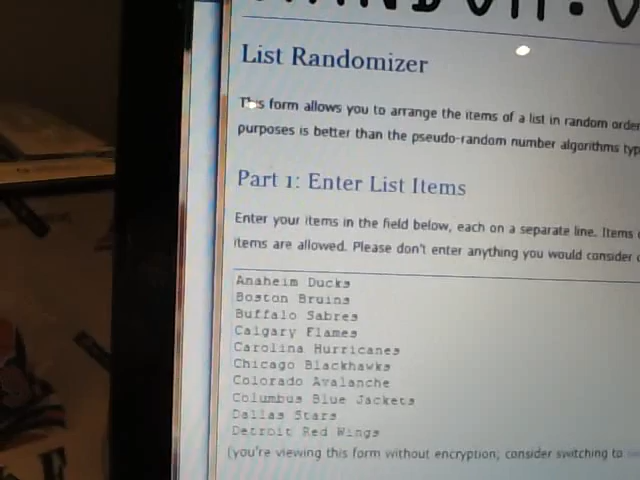 List Randomizer
This form allows you to arrange the items of a list in random order
purposes is better than the pseudo-random number algorithms typ
Part 1: Enter List Items
Enter your items in the field below, each on a separate line. Items
items are allowed. Please don't enter anything you would consider
Anaheim Ducks
Boston Bruins
Buffalo Sabres
Calgary Flames
Carolina Hurricanes
Chicago Blackhawks
Colorado Avalanche
Columbus Blue Jackets
Dallas Stars
Detroit Red Wings
(you're viewing this form without encryption; consider switching to